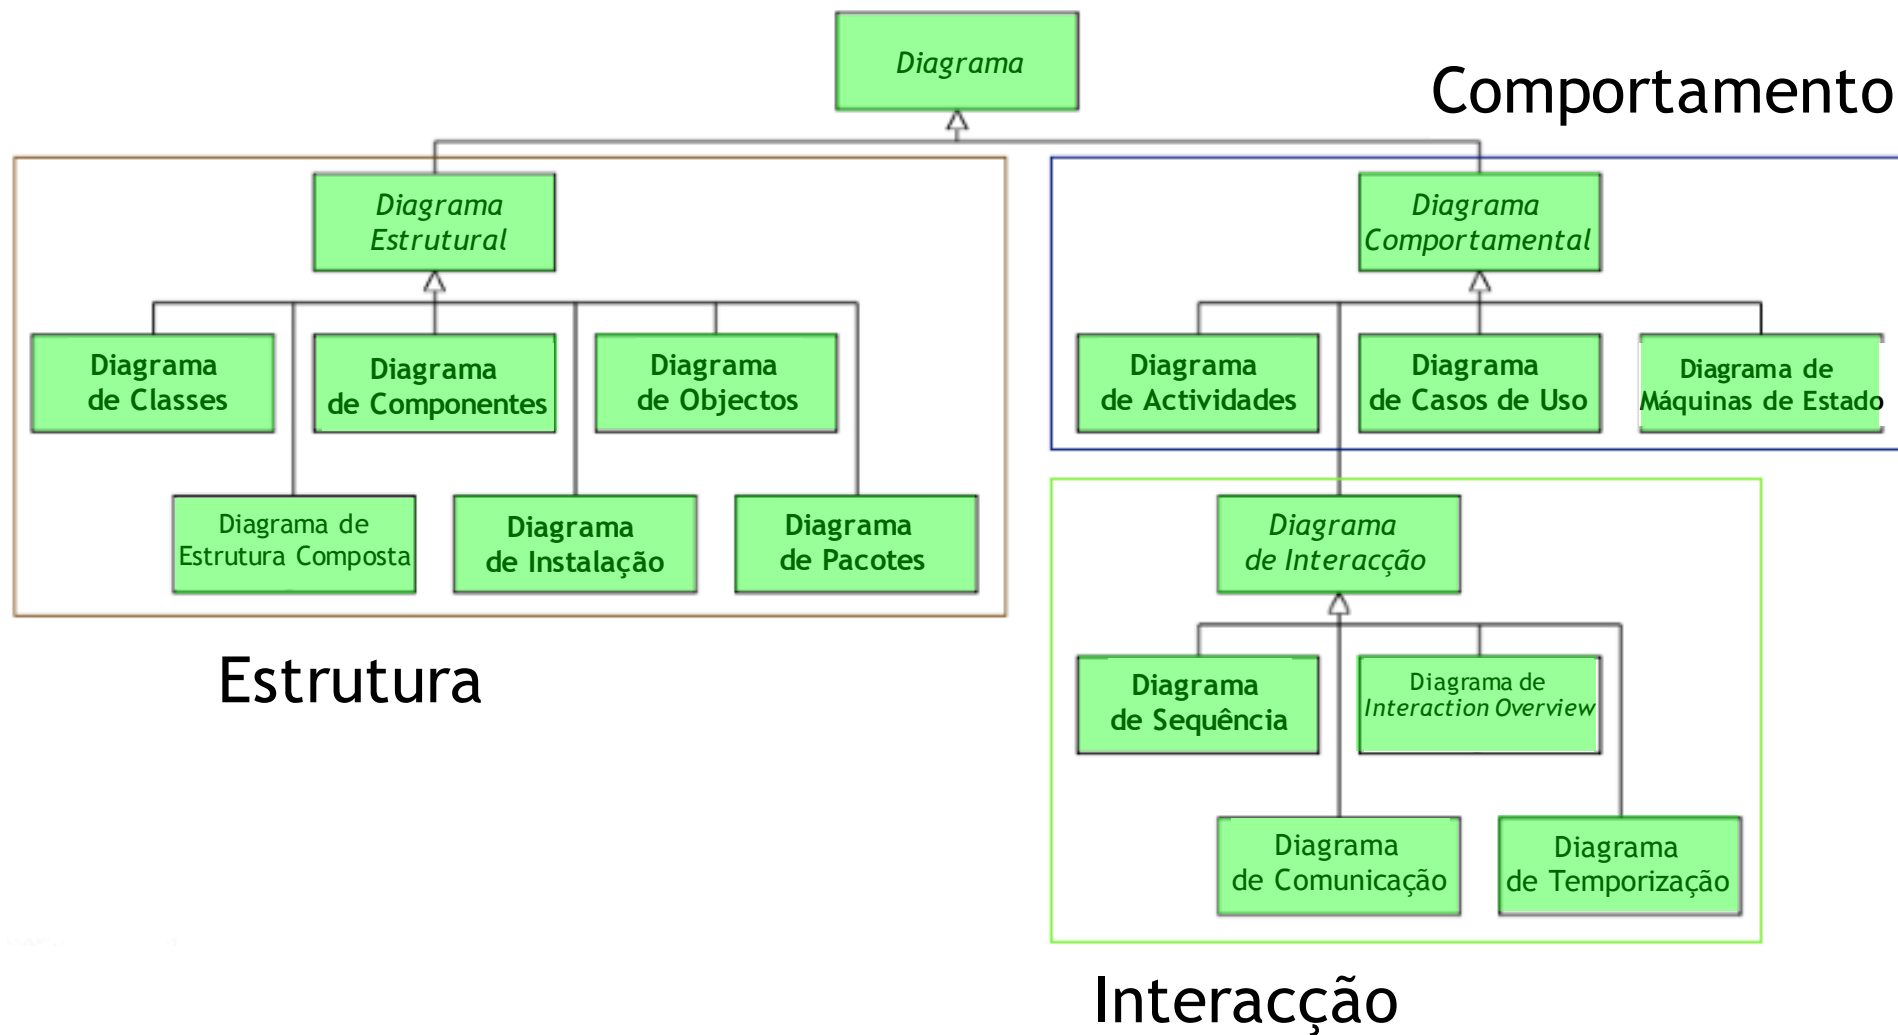 Diagrama
Comportamento
Diagrama
Estrutural
Diagrama
Comportamental
Diagrama
de Classes
Diagrama
de Componentes
Diagrama
de Objectos
Diagrama
de Actividades
Diagrama
de Casos de Uso
Diagrama de
Máquinas de Estado
Diagrama de
Estrutura Composta
Diagrama
de Instalação
Diagrama
de Pacotes
Diagrama
de Interacção
Estrutura
Diagrama
de Sequência
Diagrama de
Interaction Overview
Diagrama
de Comunicação
Diagrama
de Temporização
Interacção